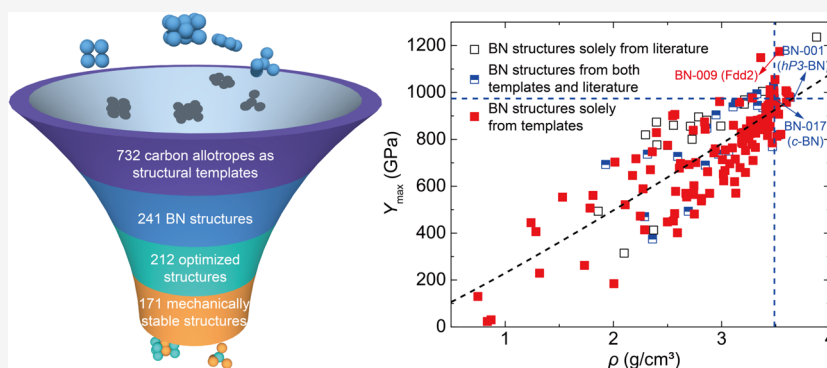 732 carbon allotropes as
structural templates
241 BN structures
212 optimized
structures
171 mechanically
stable structures
Ymax (GPa)
1200
1000
800
600
400
200
0
BN structures solely from literature
BN structures from both
templates and literature
BN structures solely
from templates
BN-009 (Fdd2)
BN-001
(hP3-BN)
BN-017
(c-BN)
1
2
3
4
ρ (g/cm³)